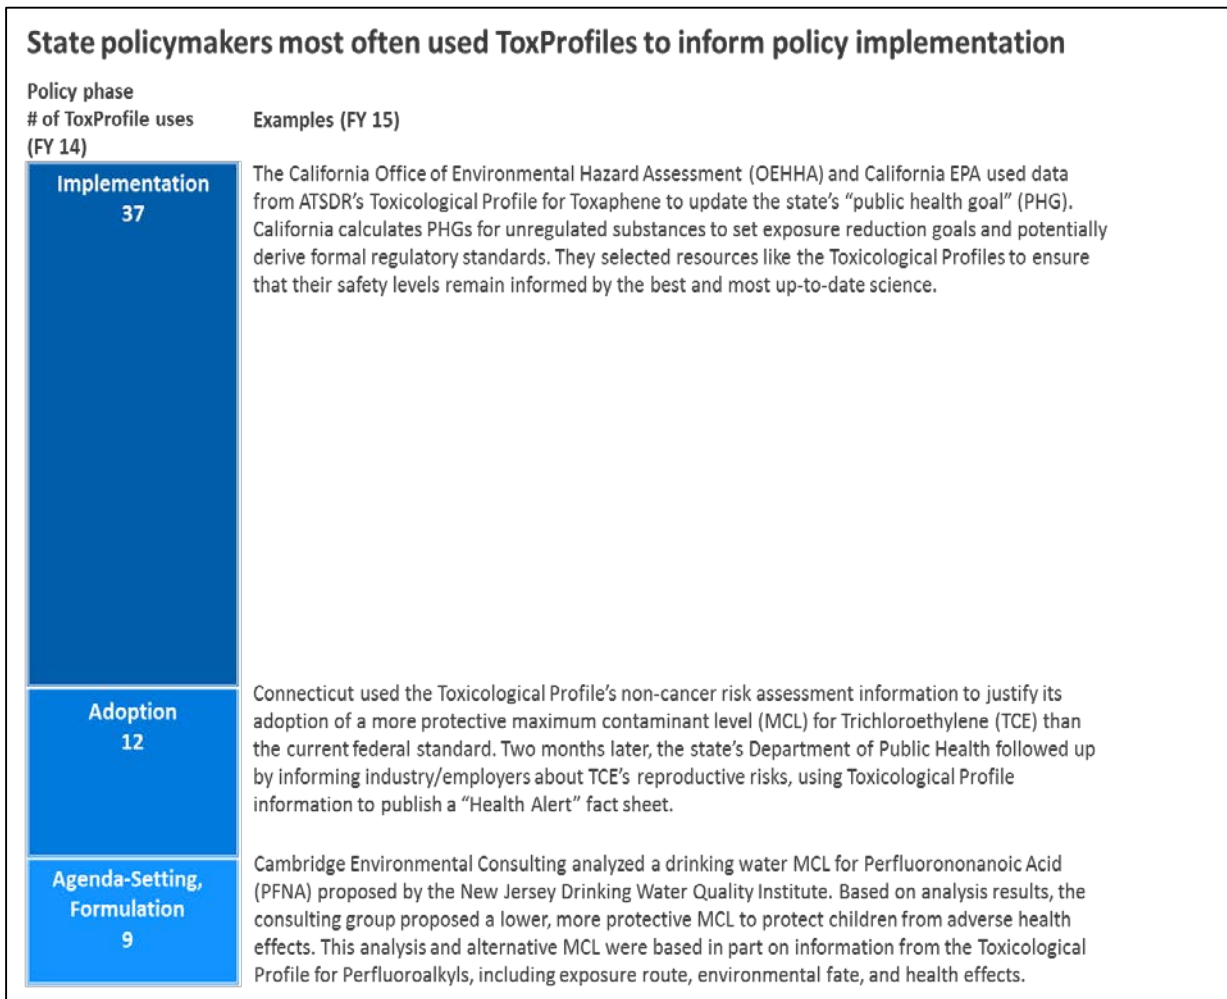 State policymakers most often used ToxProfiles to inform policy implementation
Policy phase
# of ToxProfile uses
(FY 14)
Examples (FY 15)
Implementation
37
The California Office of Environmental Hazard Assessment (OEHHA) and California EPA used data
from ATSDR's Toxicological Profile for Toxaphene to update the state's "public health goal" (PHG).
California calculates PHGs for unregulated substances to set exposure reduction goals and potentially
derive formal regulatory standards. They selected resources like the Toxicological Profiles to ensure
that their safety levels remain informed by the best and most up-to-date science.
Adoption
12
Connecticut used the Toxicological Profile's non-cancer risk assessment information to justify its
adoption of a more protective maximum contaminant level (MCL) for Trichloroethylene (TCE) than
the current federal standard. Two months later, the state's Department of Public Health followed up
by informing industry/employers about TCE's reproductive risks, using Toxicological Profile
information to publish a "Health Alert" fact sheet.
Agenda-Setting,
Formulation
9
Cambridge Environmental Consulting analyzed a drinking water MCL for Perfluorononanoic Acid
(PFNA) proposed by the New Jersey Drinking Water Quality Institute. Based on analysis results, the
consulting group proposed a lower, more protective MCL to protect children from adverse health
effects. This analysis and alternative MCL were based in part on information from the Toxicological
Profile for Perfluoroalkyls, including exposure route, environmental fate, and health effects.